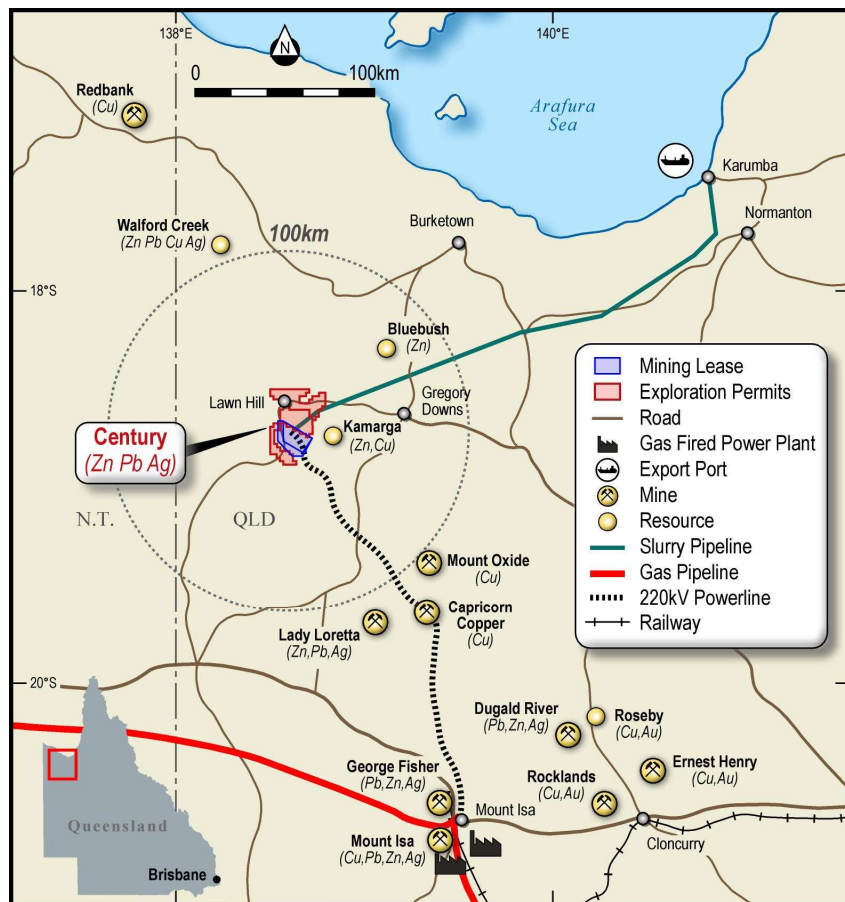 138°E
140°E
N
0
100km
Redbank
(Cu)
Arafura
Sea
Karumba
Walford Creek
(Zn Pb Cu Ag)
100km
Burketown
Normanton
18°S
Bluebush
(Zn)
Lawn Hill
Gregory
Downs
Century
(Zn Pb Ag)
Kamarga
(Zn,Cu)
N.T.
QLD
Mining Lease
Exploration Permits
Road
Gas Fired Power Plant
Export Port
Mine
Resource
Slurry Pipeline
Gas Pipeline
220kV Powerline
Railway
Mount Oxide
(Cu)
Capricorn
Copper
(Cu)
Lady Loretta
(Zn,Pb,Ag)
20°S
Dugald River
(Pb,Zn,Ag)
Roseby
(Cu,Au)
George Fisher
(Pb,Zn,Ag)
Rocklands
(Cu,Au)
Ernest Henry
(Cu,Au)
Mount Isa
Mount Isa
(Cu,Pb,Zn,Ag)
Cloncurry
Queensland
Brisbane